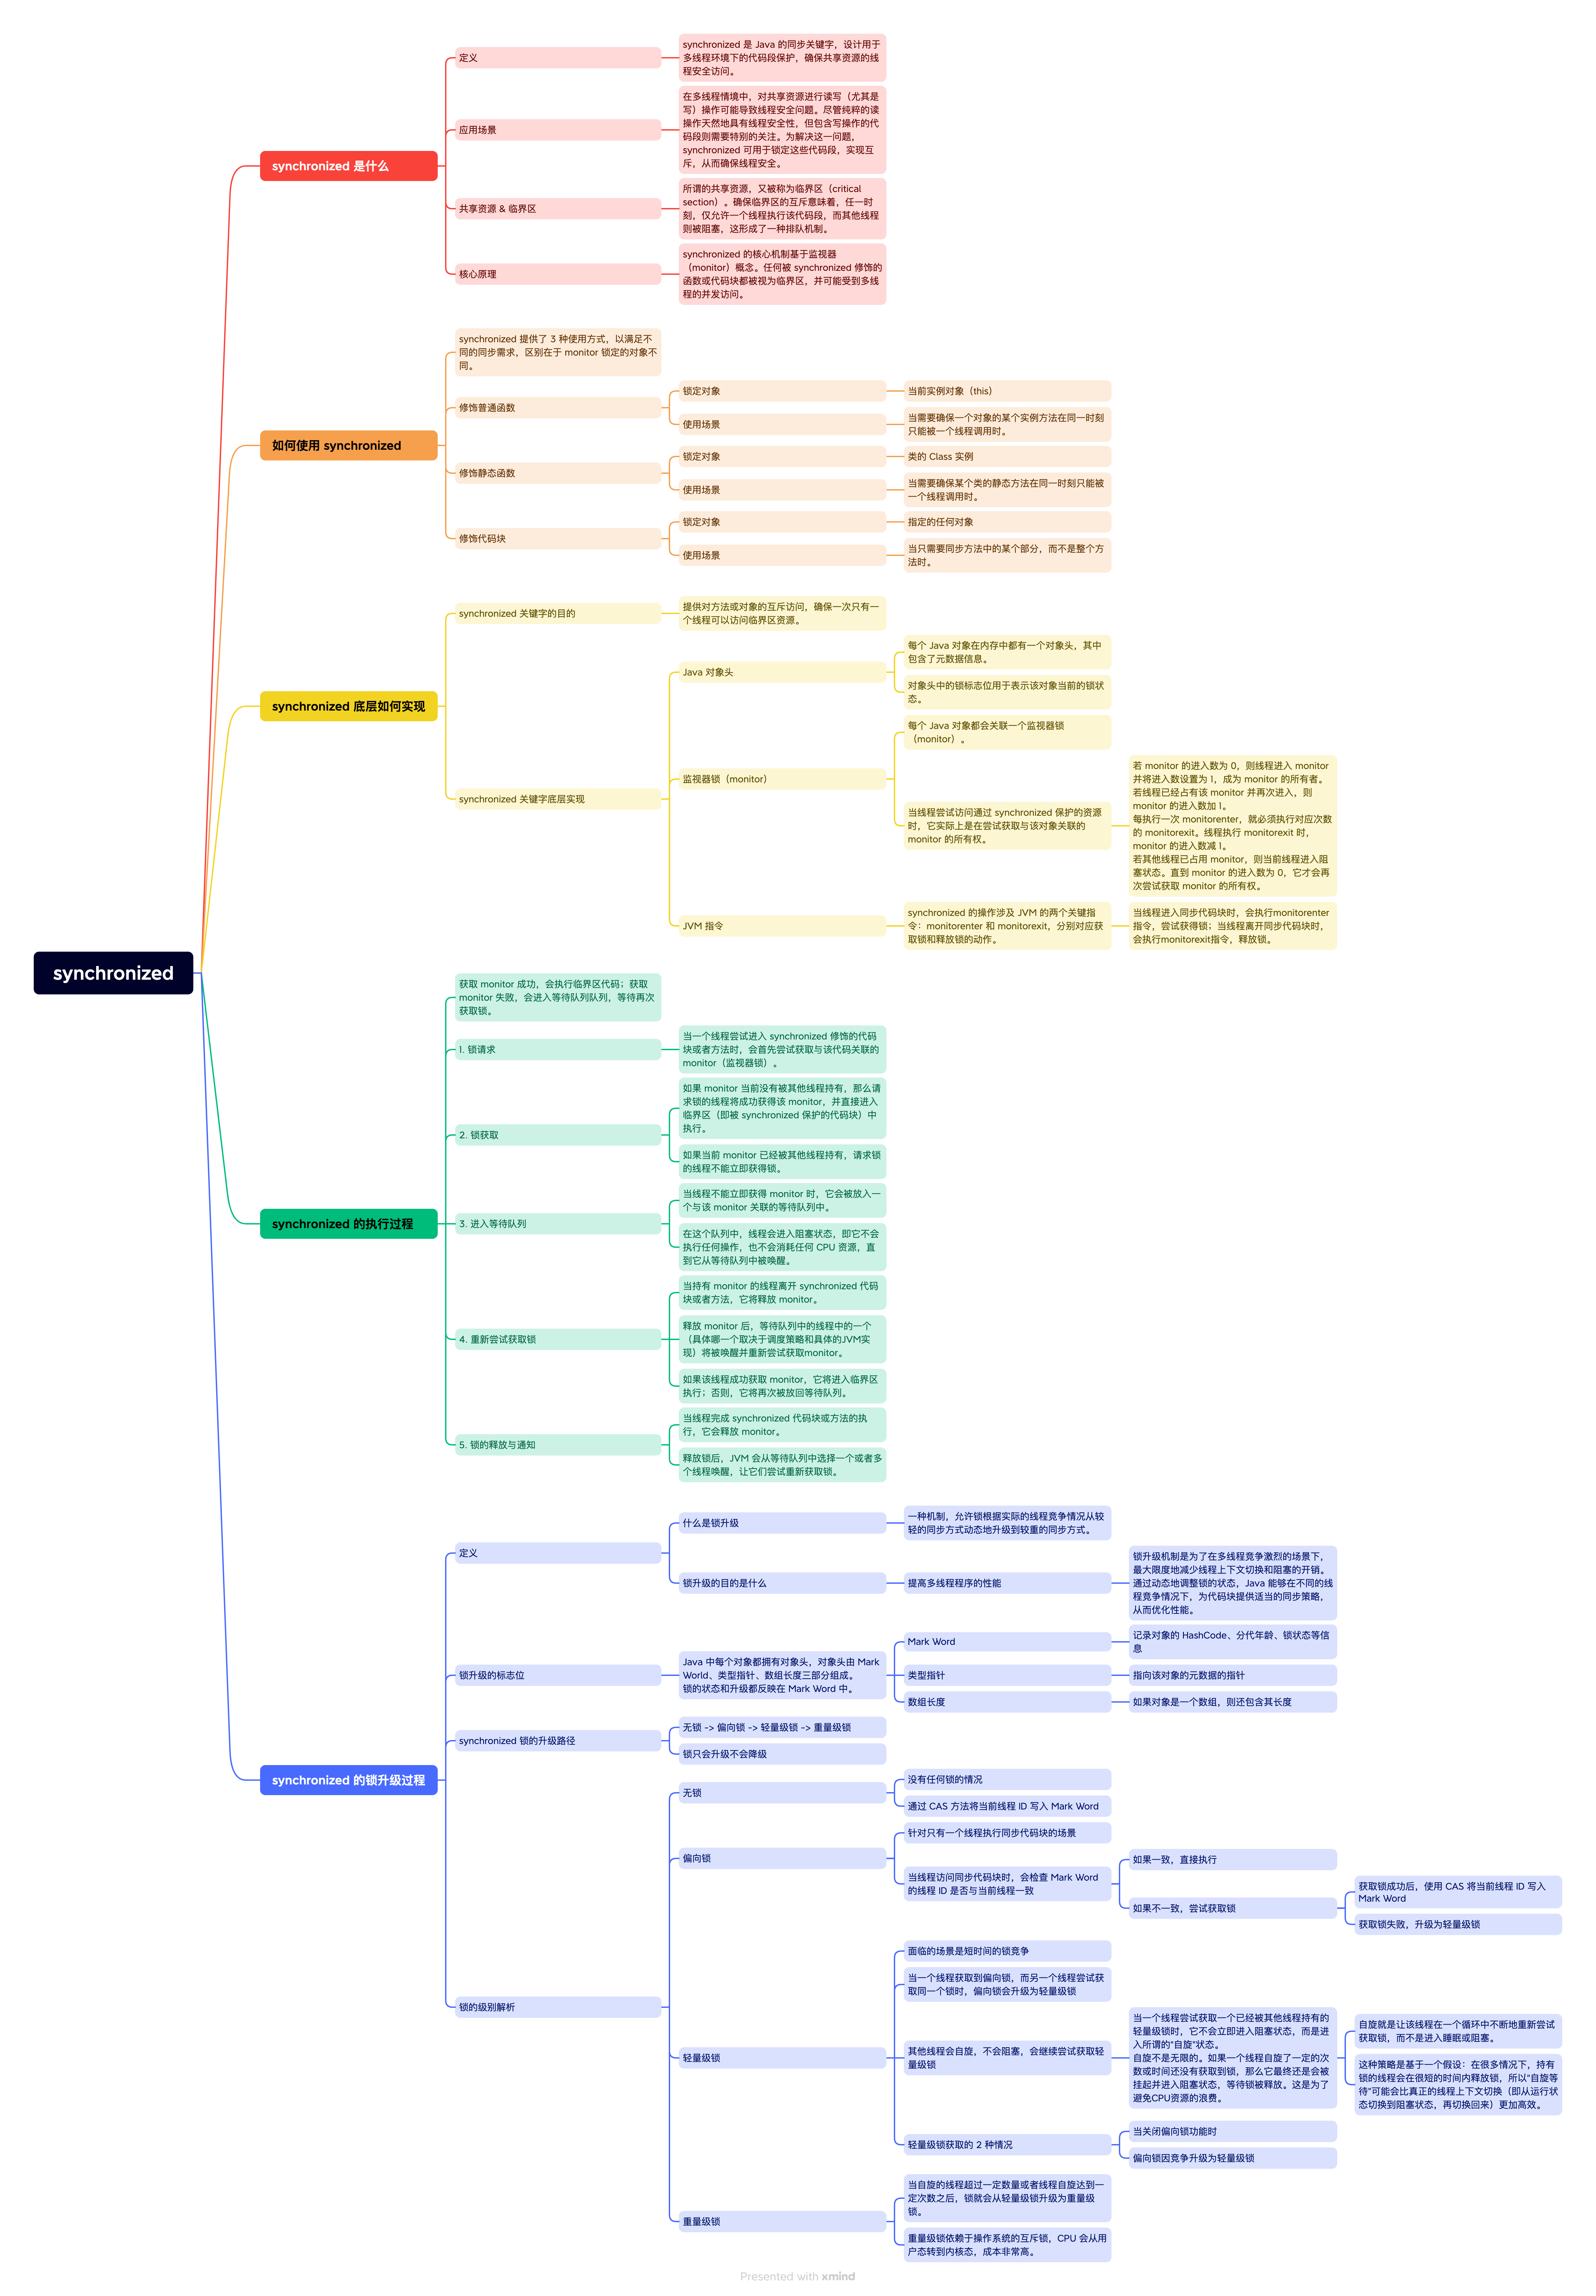 synchronized
synchronized 是什么
定义
synchronized 是 Java 的同步关键字，设计用于
多线程环境下的代码段保护，确保共享资源的线
程安全访问。
应用场景
在多线程情境中，对共享资源进行读写（尤其是
写）操作可能导致线程安全问题。尽管纯粹的读
操作天然地具有线程安全性，但包含写操作的代
码段则需要特别的关注。为解决这一问题，
synchronized 可用于锁定这些代码段，实现互
斥，从而确保线程安全。
共享资源 & 临界区
所谓的共享资源，又被称为临界区（critical
section）。确保临界区的互斥意味着，任一时
刻，仅允许一个线程执行该代码段，而其他线程
则被阻塞，这形成了一种排队机制。
核心原理
synchronized 的核心机制基于监视器
（monitor）概念。任何被 synchronized 修饰的
函数或代码块都被视为临界区，并可能受到多线
程的并发访问。
如何使用 synchronized
synchronized 提供了 3 种使用方式，以满足不
同的同步需求，区别在于 monitor 锁定的对象不
同。
修饰普通函数
锁定对象
当前实例对象（this）
使用场景
当需要确保一个对象的某个实例方法在同一时刻
只能被一个线程调用时。
修饰静态函数
锁定对象
类的 Class 实例
使用场景
当需要确保某个类的静态方法在同一时刻只能被
一个线程调用时。
修饰代码块
锁定对象
指定的任何对象
使用场景
当只需要同步方法中的某个部分，而不是整个方
法时。
synchronized 底层如何实现
synchronized 关键字的目的
提供对方法或对象的互斥访问，确保一次只有一
个线程可以访问临界区资源。
synchronized 关键字底层实现
Java 对象头
每个 Java 对象在内存中都有一个对象头，其中
包含了元数据信息。
对象头中的锁标志位用于表示该对象当前的锁状
态。
监视器锁（monitor）
每个 Java 对象都会关联一个监视器锁
（monitor）。
当线程尝试访问通过 synchronized 保护的资源
时，它实际上是在尝试获取与该对象关联的
monitor 的所有权。
若 monitor 的进入数为 0，则线程进入 monitor
并将进入数设置为 1，成为 monitor 的所有者。
若线程已经占有该 monitor 并再次进入，则
monitor 的进入数加 1。
每执行一次 monitorenter，就必须执行对应次数
的 monitorexit。线程执行 monitorexit 时，
monitor 的进入数减 1。
若其他线程已占用 monitor，则当前线程进入阻
塞状态。直到 monitor 的进入数为 0，它才会再
次尝试获取 monitor 的所有权。
JVM 指令
synchronized 的操作涉及 JVM 的两个关键指
令：monitorenter 和 monitorexit，分别对应获
取锁和释放锁的动作。
当线程进入同步代码块时，会执行monitorenter
指令，尝试获得锁；当线程离开同步代码块时，
会执行monitorexit指令，释放锁。
synchronized 的执行过程
获取 monitor 成功，会执行临界区代码；获取
monitor 失败，会进入等待队列队列，等待再次
获取锁。
1. 锁请求
当一个线程尝试进入 synchronized 修饰的代码
块或者方法时，会首先尝试获取与该代码关联的
monitor（监视器锁）。
2. 锁获取
如果 monitor 当前没有被其他线程持有，那么请
求锁的线程将成功获得该 monitor，并直接进入
临界区（即被 synchronized 保护的代码块）中
执行。
如果当前 monitor 已经被其他线程持有，请求锁
的线程不能立即获得锁。
3. 进入等待队列
当线程不能立即获得 monitor 时，它会被放入一
个与该 monitor 关联的等待队列中。
在这个队列中，线程会进入阻塞状态，即它不会
执行任何操作，也不会消耗任何 CPU 资源，直
到它从等待队列中被唤醒。
4. 重新尝试获取锁
当持有 monitor 的线程离开 synchronized 代码
块或者方法，它将释放 monitor。
释放 monitor 后，等待队列中的线程中的一个
（具体哪一个取决于调度策略和具体的JVM实
现）将被唤醒并重新尝试获取monitor。
如果该线程成功获取 monitor，它将进入临界区
执行；否则，它将再次被放回等待队列。
5. 锁的释放与通知
当线程完成 synchronized 代码块或方法的执
行，它会释放 monitor。
释放锁后，JVM 会从等待队列中选择一个或者多
个线程唤醒，让它们尝试重新获取锁。
synchronized 的锁升级过程
定义
什么是锁升级
一种机制，允许锁根据实际的线程竞争情况从较
轻的同步方式动态地升级到较重的同步方式。
锁升级的目的是什么
提高多线程程序的性能
锁升级机制是为了在多线程竞争激烈的场景下，
最大限度地减少线程上下文切换和阻塞的开销。
通过动态地调整锁的状态，Java 能够在不同的线
程竞争情况下，为代码块提供适当的同步策略，
从而优化性能。
锁升级的标志位
Java 中每个对象都拥有对象头，对象头由 Mark
World、类型指针、数组长度三部分组成。
锁的状态和升级都反映在 Mark Word 中。
Mark Word
记录对象的 HashCode、分代年龄、锁状态等信
息
类型指针
指向该对象的元数据的指针
数组长度
如果对象是一个数组，则还包含其长度
synchronized 锁的升级路径
无锁 -> 偏向锁 -> 轻量级锁 -> 重量级锁
锁只会升级不会降级
锁的级别解析
无锁
没有任何锁的情况
通过 CAS 方法将当前线程 ID 写入 Mark Word
偏向锁
针对只有一个线程执行同步代码块的场景
当线程访问同步代码块时，会检查 Mark Word
的线程 ID 是否与当前线程一致
如果一致，直接执行
如果不一致，尝试获取锁
获取锁成功后，使用 CAS 将当前线程 ID 写入
Mark Word
获取锁失败，升级为轻量级锁
轻量级锁
面临的场景是短时间的锁竞争
当一个线程获取到偏向锁，而另一个线程尝试获
取同一个锁时，偏向锁会升级为轻量级锁
其他线程会自旋，不会阻塞，会继续尝试获取轻
量级锁
当一个线程尝试获取一个已经被其他线程持有的
轻量级锁时，它不会立即进入阻塞状态，而是进
入所谓的“自旋”状态。
自旋不是无限的。如果一个线程自旋了一定的次
数或时间还没有获取到锁，那么它最终还是会被
挂起并进入阻塞状态，等待锁被释放。这是为了
避免CPU资源的浪费。
自旋就是让该线程在一个循环中不断地重新尝试
获取锁，而不是进入睡眠或阻塞。
这种策略是基于一个假设：在很多情况下，持有
锁的线程会在很短的时间内释放锁，所以“自旋等
待”可能会比真正的线程上下文切换（即从运行状
态切换到阻塞状态，再切换回来）更加高效。
轻量级锁获取的 2 种情况
当关闭偏向锁功能时
偏向锁因竞争升级为轻量级锁
重量级锁
当自旋的线程超过一定数量或者线程自旋达到一
定次数之后，锁就会从轻量级锁升级为重量级
锁。
重量级锁依赖于操作系统的互斥锁，CPU 会从用
户态转到内核态，成本非常高。
Presented with xmind